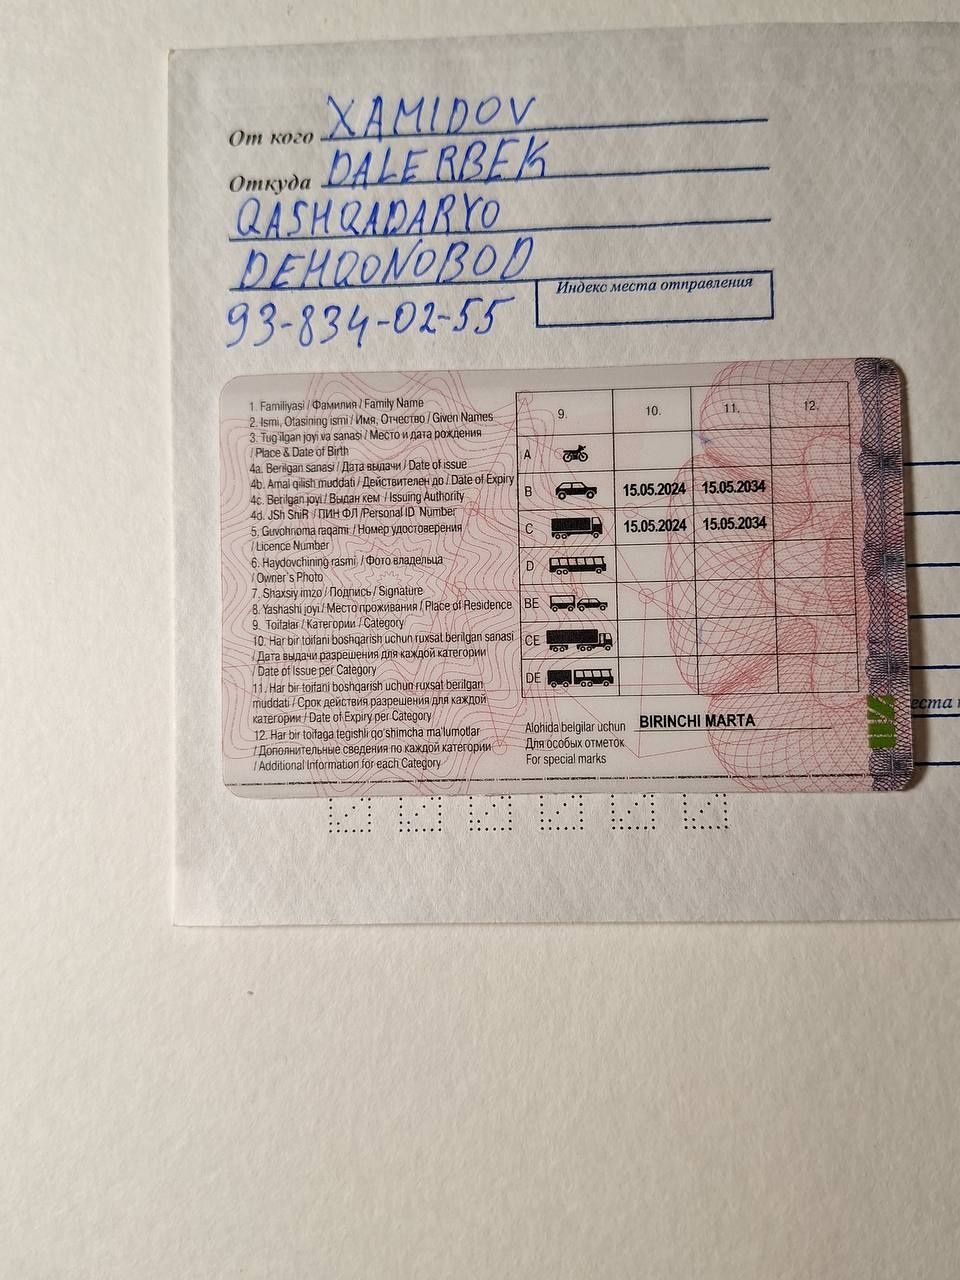 От кого XAMIDOV
Откуда DALERBEK
QASHQADARYO
DEHQONOBOD
Индекс места отправления
93-834-02-55
1. Familiyasi / Фамилия / Family Name
2. Ismi, Otasining ismi / Имя, Отчество / Given Names
3. Tug'ilgan joyi va sanasi / Место и дата рождения
/ Place & Date of Birth
4a. Berilgan sanasi / Дата выдачи / Date of issue
4b. Amal qilish muddati / Действителен до / Date of Expiry
4c. Berilgan joyi / Выдан кем / Issuing Authority
4d. JSh ShIR / ПИН ФЛ /Personal ID Number
5. Guvohnoma raqami / Номер удостоверения
/ Licence Number
6. Haydovchining rasmi / Фото владельца
/ Owner's Photo
7. Shaxsiy imzo / Подпись / Signature
8. Yashashi joyi / Место проживания / Place of Residence
9. Toifalar / Категории / Category
10. Har bir toifani boshqarish uchun ruxsat berilgan sanasi
/ Дата выдачи разрешения для каждой категории
/ Date of Issue per Category
11. Har bir toifani boshqarish uchun ruxsat berilgan
muddati / Срок действия разрешения для каждой
категории / Date of Expiry per Category
12. Har bir toifaga tegishli qo'shimcha ma'lumotlar
/ Дополнительные сведения по каждой категории
/ Additional Information for each Category
9. 10. 11. 12.
A
B 15.05.2024 15.05.2034
C 15.05.2024 15.05.2034
D
BE
CE
DE
Alohida belgilar uchun BIRINCHI MARTA
Для особых отметок
For special marks
UZ
места